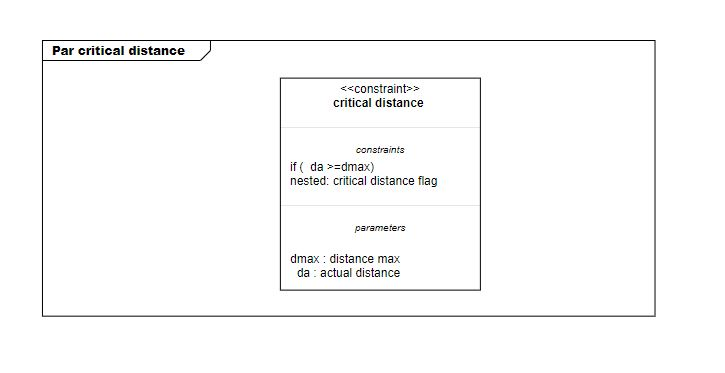 Par critical distance
<<constraint>>
critical distance
constraints
if (  da >=dmax)
nested: critical distance flag
parameters
dmax : distance max
da : actual distance